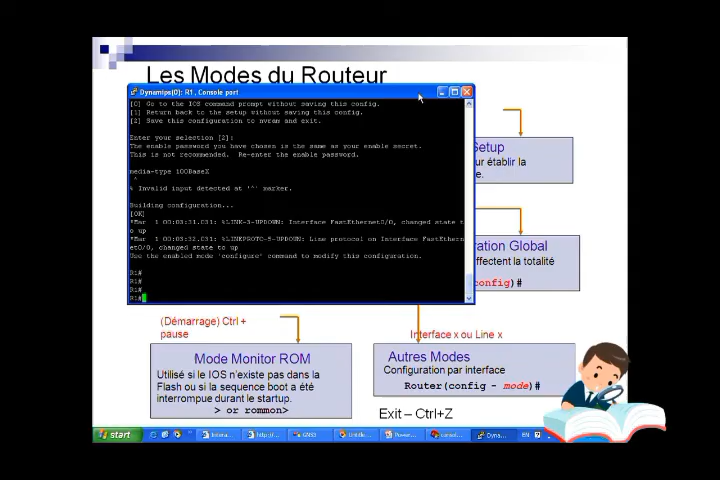 Les Modes du Routeur
Dynamips(0): R1, Console port
[0] Go to the IOS command prompt without saving this config.
[1] Return back to the setup without saving this config.
[2] Save this configuration to nvram and exit.
Enter your selection [2]:
The enable password you have chosen is the same as your enable secret.
This is not recommended. Re-enter the enable password.
media-type 100BaseX
^
% Invalid input detected at '^' marker.
Building configuration...
[OK]
*Mar 1 00:03:31.031: %LINK-3-UPDOWN: Interface FastEthernet0/0, changed state t
o up
*Mar 1 00:03:32.031: %LINEPROTO-5-UPDOWN: Line protocol on Interface FastEthern
et0/0, changed state to up
Use the enabled mode 'configure' command to modify this configuration.
R1#
R1#
R1#
R1#
Setup
ur établir la
e.
ration Global
ffectent la totalité
config)#
(Démarrage) Ctrl +
pause
Interface x ou Line x
Mode Monitor ROM
Utilisé si le IOS n'existe pas dans la
Flash ou si la sequence boot a été
interrompue durant le startup.
> or rommon>
Autres Modes
Configuration par interface
Router(config - mode)#
Exit – Ctrl+Z
start
http://...
GNS3
Untitle...
Power...
consol...
Dyna...
EN